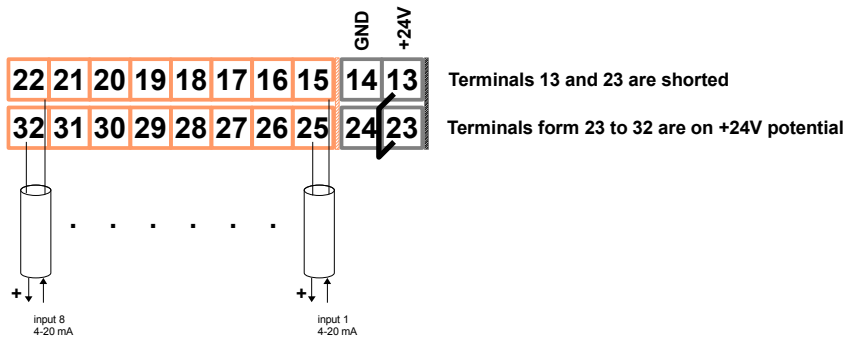 GND +24V
22 21 20 19 18 17 16 15 14 13 Terminals 13 and 23 are shorted
32 31 30 29 28 27 26 25 24 23 Terminals form 23 to 32 are on +24V potential
. . . . . .
+ +
input 8 input 1
4-20 mA 4-20 mA